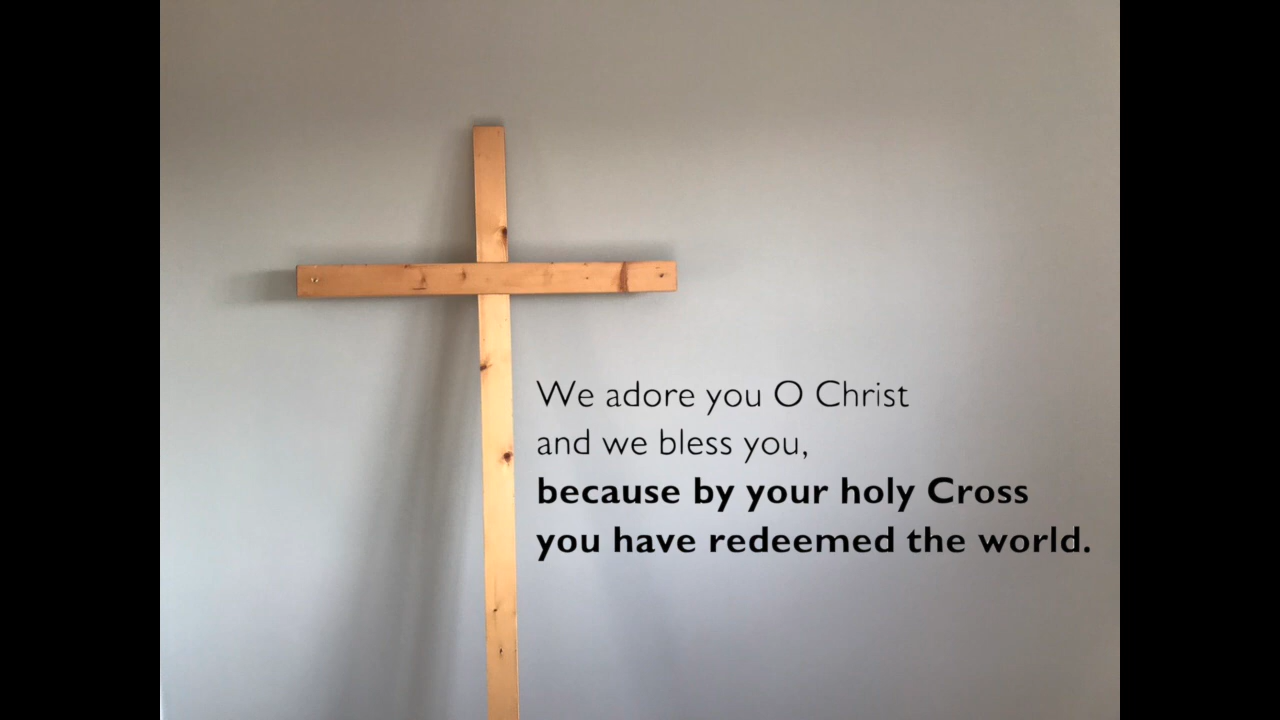 We adore you O Christ
and we bless you,
because by your holy Cross
you have redeemed the world.